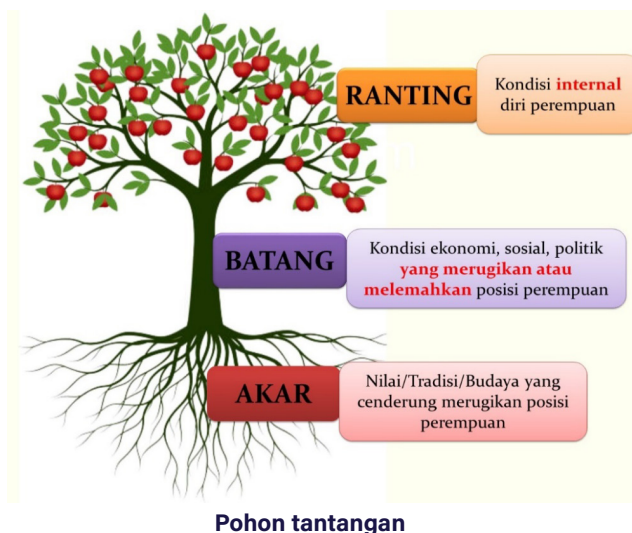 RANTING
Kondisi internal
diri perempuan
BATANG
Kondisi ekonomi, sosial, politik
yang merugikan atau
melemahkan posisi perempuan
AKAR
Nilai/Tradisi/Budaya yang
cenderung merugikan posisi
perempuan
Pohon tantangan